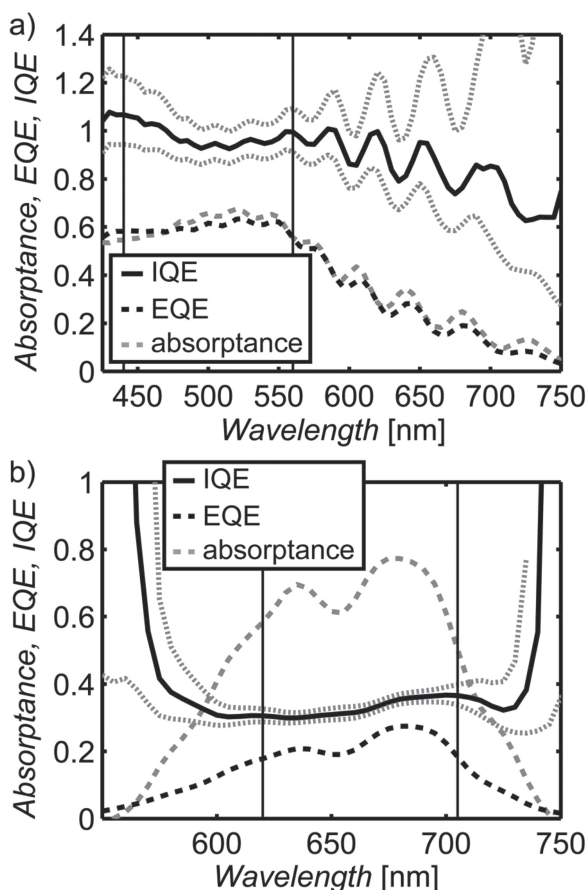 a)
Absorptance, EQE, IQE
1.4
1.2
1
0.8
0.6
0.4
0.2
0
IQE
EQE
absorptance
450 500 550 600 650 700 750
Wavelength [nm]
b)
Absorptance, EQE, IQE
1
0.8
0.6
0.4
0.2
0
IQE
EQE
absorptance
600 650 700 750
Wavelength [nm]